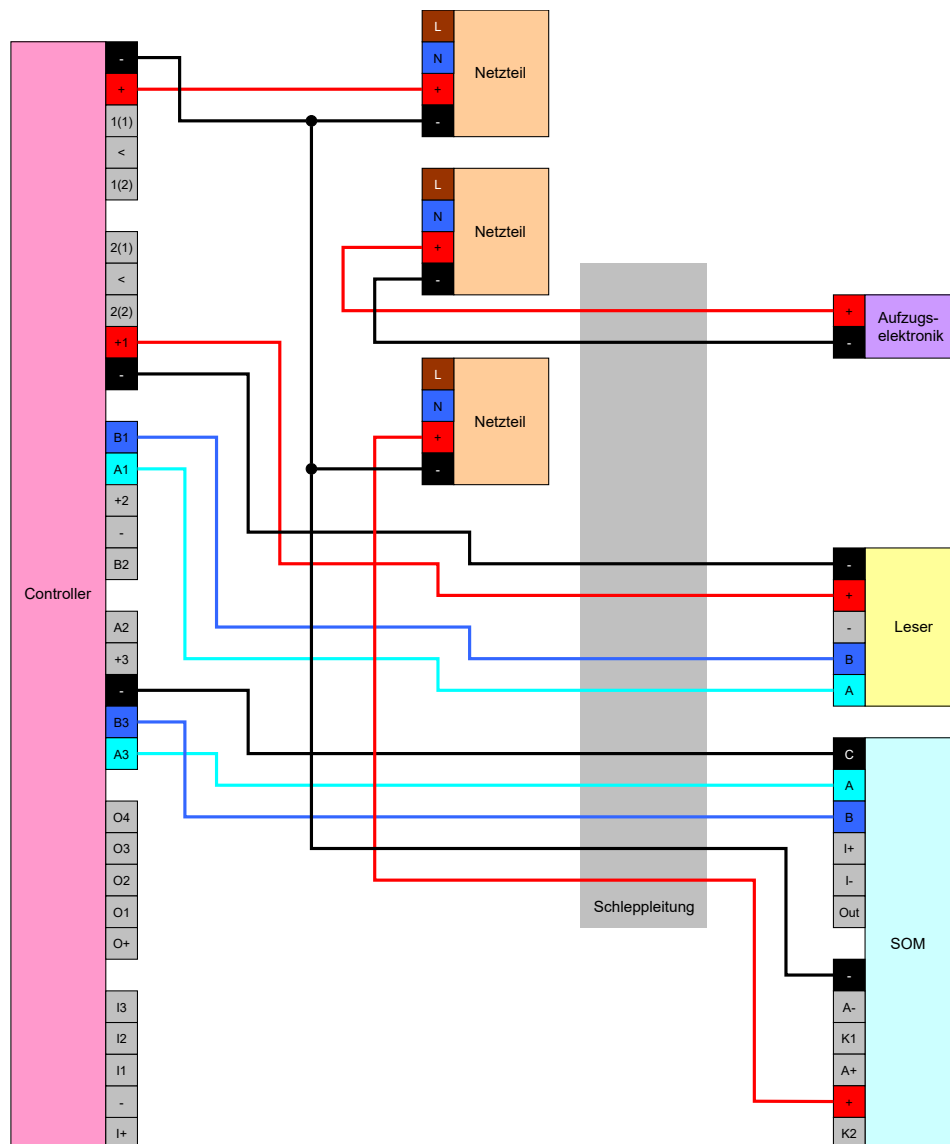 Controller
-
+
1(1)
<
1(2)
2(1)
<
2(2)
+1
-
B1
A1
+2
-
B2
A2
+3
-
B3
A3
O4
O3
O2
O1
O+
I3
I2
I1
-
I+
L
N
+
-
Netzteil
L
N
+
-
Netzteil
L
N
+
-
Netzteil
Schleppleitung
+
-
Aufzugs-
elektronik
-
+
-
B
A
Leser
C
A
B
I+
I-
Out
-
A-
K1
A+
+
K2
SOM